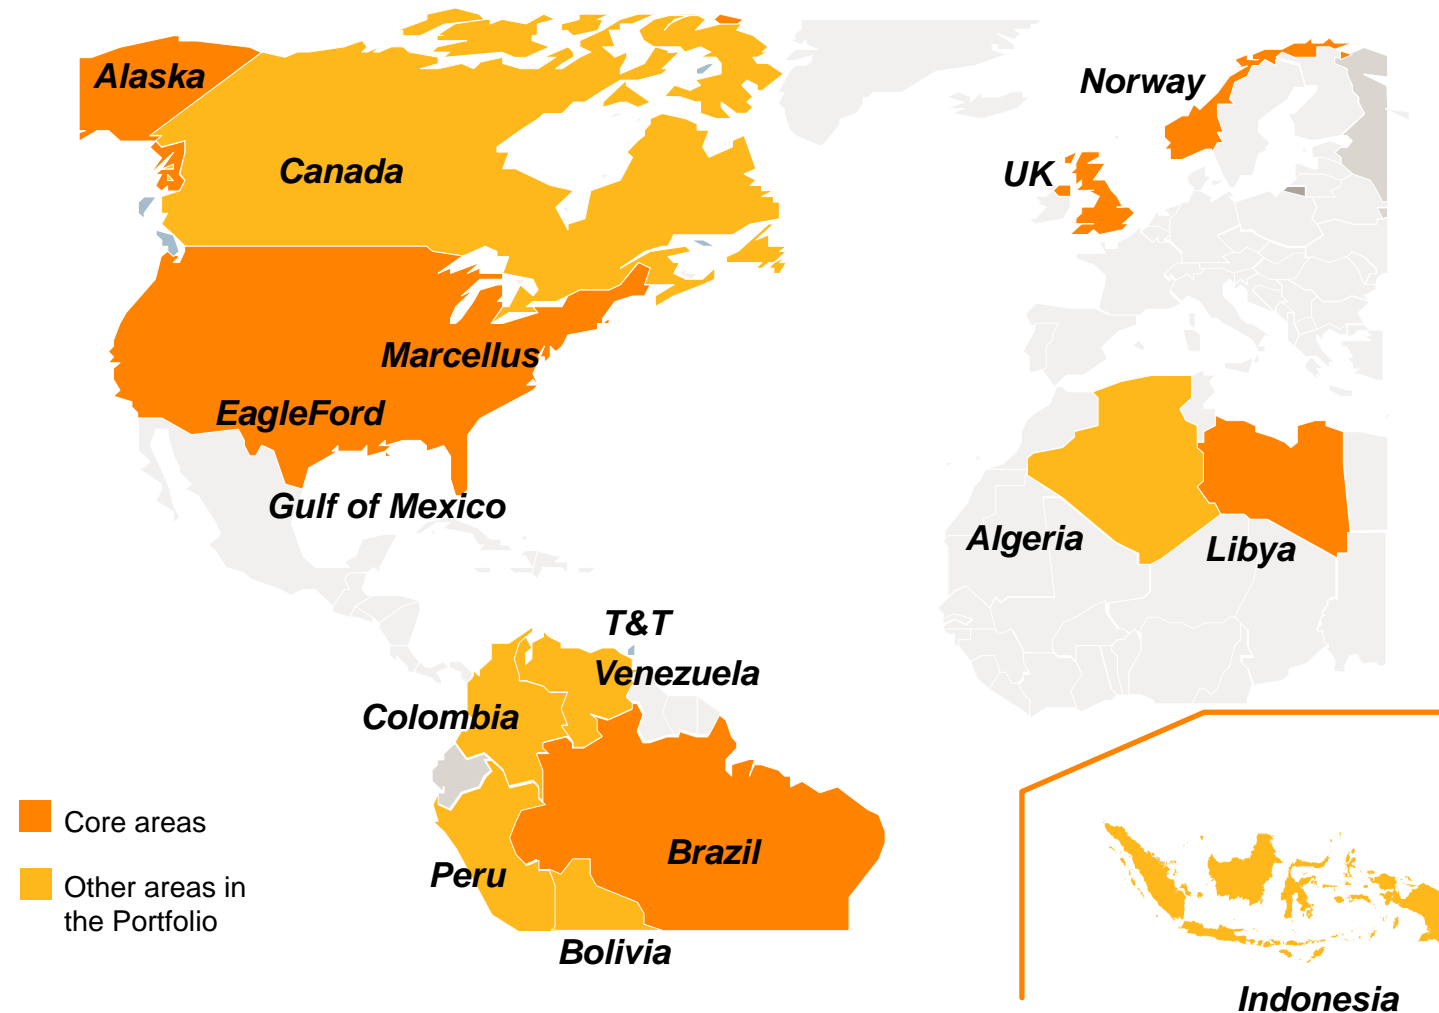 Alaska
Norway
Canada
UK
Marcellus
EagleFord
Gulf of Mexico
Algeria
Libya
T&T
Venezuela
Colombia
Core areas
Brazil
Peru
Other areas in
the Portfolio
Bolivia
Indonesia